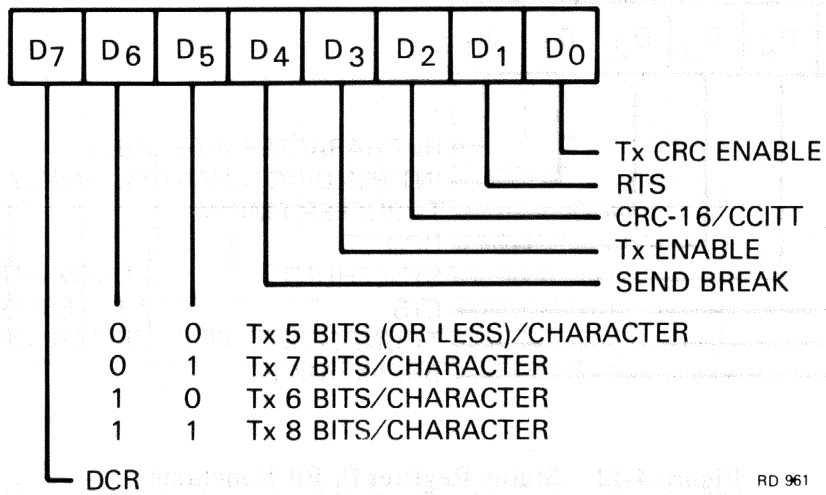 D7 D6 D5 D4 D3 D2 D1 D0
Tx CRC ENABLE
RTS
CRC-16/CCITT
Tx ENABLE
SEND BREAK
0 0 Tx 5 BITS (OR LESS)/CHARACTER
0 1 Tx 7 BITS/CHARACTER
1 0 Tx 6 BITS/CHARACTER
1 1 Tx 8 BITS/CHARACTER
DCR
RD 961